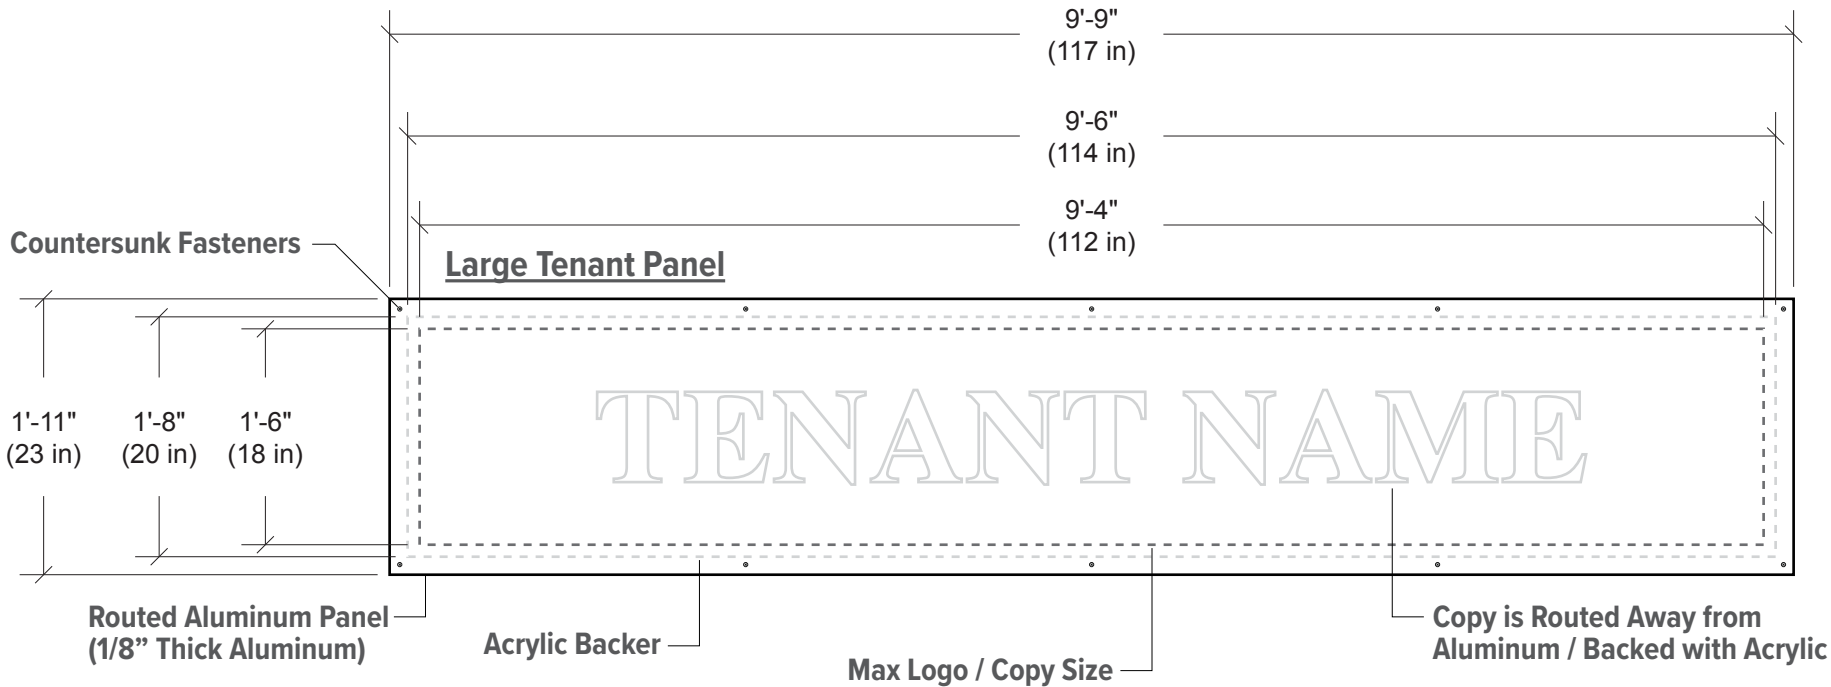 9'-9"
(117 in)
9'-6"
(114 in)
9'-4"
(112 in)
Countersunk Fasteners
Large Tenant Panel
1'-11"
(23 in)
1'-8"
(20 in)
1'-6"
(18 in)
TENANT NAME
Routed Aluminum Panel
(1/8” Thick Aluminum)
Acrylic Backer
Max Logo / Copy Size
Copy is Routed Away from
Aluminum / Backed with Acrylic